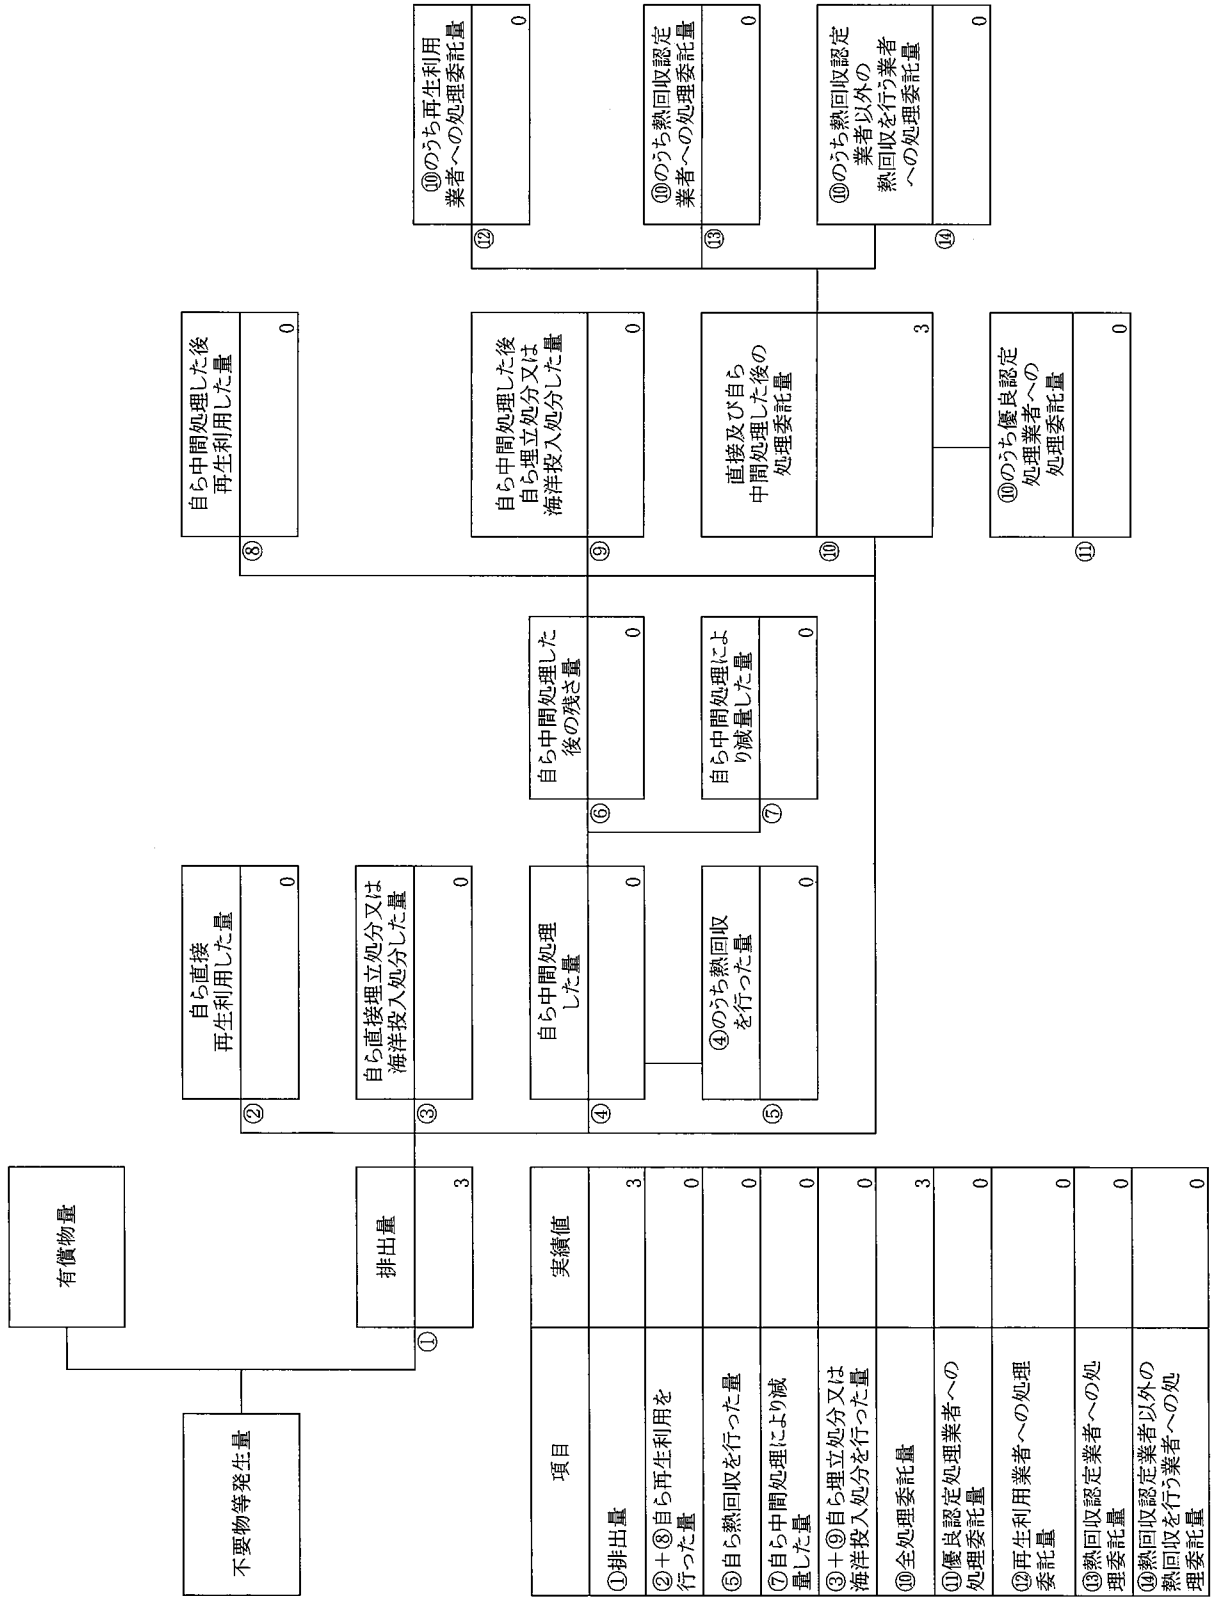 不要物等発生量
有償物量
①
排出量
3
②
自ら直接
再生利用した量
0
③
自ら直接埋立処分又は
海洋投入処分した量
0
④
自ら中間処理
した量
0
⑤
④のうち熱回収
を行った量
0
⑥
自ら中間処理した
後の残さ量
0
⑦
自ら中間処理によ
り減量した量
0
⑧
自ら中間処理した後
再生利用した量
0
⑨
自ら中間処理した後
自ら埋立処分又は
海洋投入処分した量
0
⑩
直接及び自ら
中間処理した後の
処理委託量
3
⑪
⑩のうち優良認定
処理業者への
処理委託量
0
⑫
⑩のうち再生利用
業者への処理委託量
0
⑬
⑩のうち熱回収認定
業者への処理委託量
0
⑭
⑩のうち熱回収認定
業者以外の
熱回収を行う業者
への処理委託量
0
項目
実績値
①排出量
3
②+⑧自ら再生利用を
行った量
0
⑤自ら熱回収を行った量
0
⑦自ら中間処理により減
量した量
0
③+⑨自ら埋立処分又は
海洋投入処分を行った量
0
⑩全処理委託量
3
⑪優良認定処理業者への
処理委託量
0
⑫再生利用業者への処理
委託量
0
⑬熱回収認定業者への処
理委託量
0
⑭熱回収認定業者以外の
熱回収を行う業者への処
理委託量
0